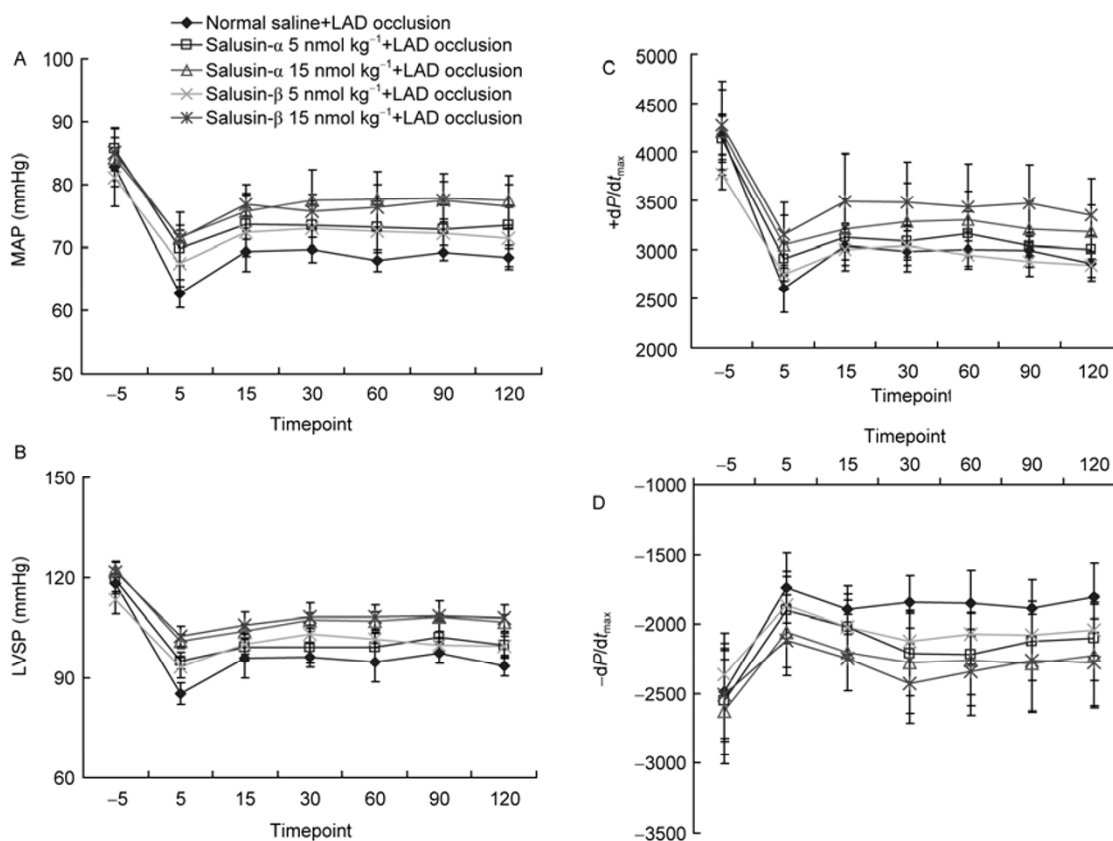 A
Normal saline+LAD occlusion
Salusin-α 5 nmol kg⁻¹+LAD occlusion
Salusin-α 15 nmol kg⁻¹+LAD occlusion
Salusin-β 5 nmol kg⁻¹+LAD occlusion
Salusin-β 15 nmol kg⁻¹+LAD occlusion
MAP (mmHg)
100
90
80
70
60
50
−5 5 15 30 60 90 120
Timepoint
B
LVSP (mmHg)
150
120
90
60
−5 5 15 30 60 90 120
Timepoint
C
+dP/dtmax
5000
4500
4000
3500
3000
2500
2000
−5 5 15 30 60 90 120
Timepoint
D
Timepoint
−5 5 15 30 60 90 120
−dP/dtmax
−1000
−1500
−2000
−2500
−3000
−3500